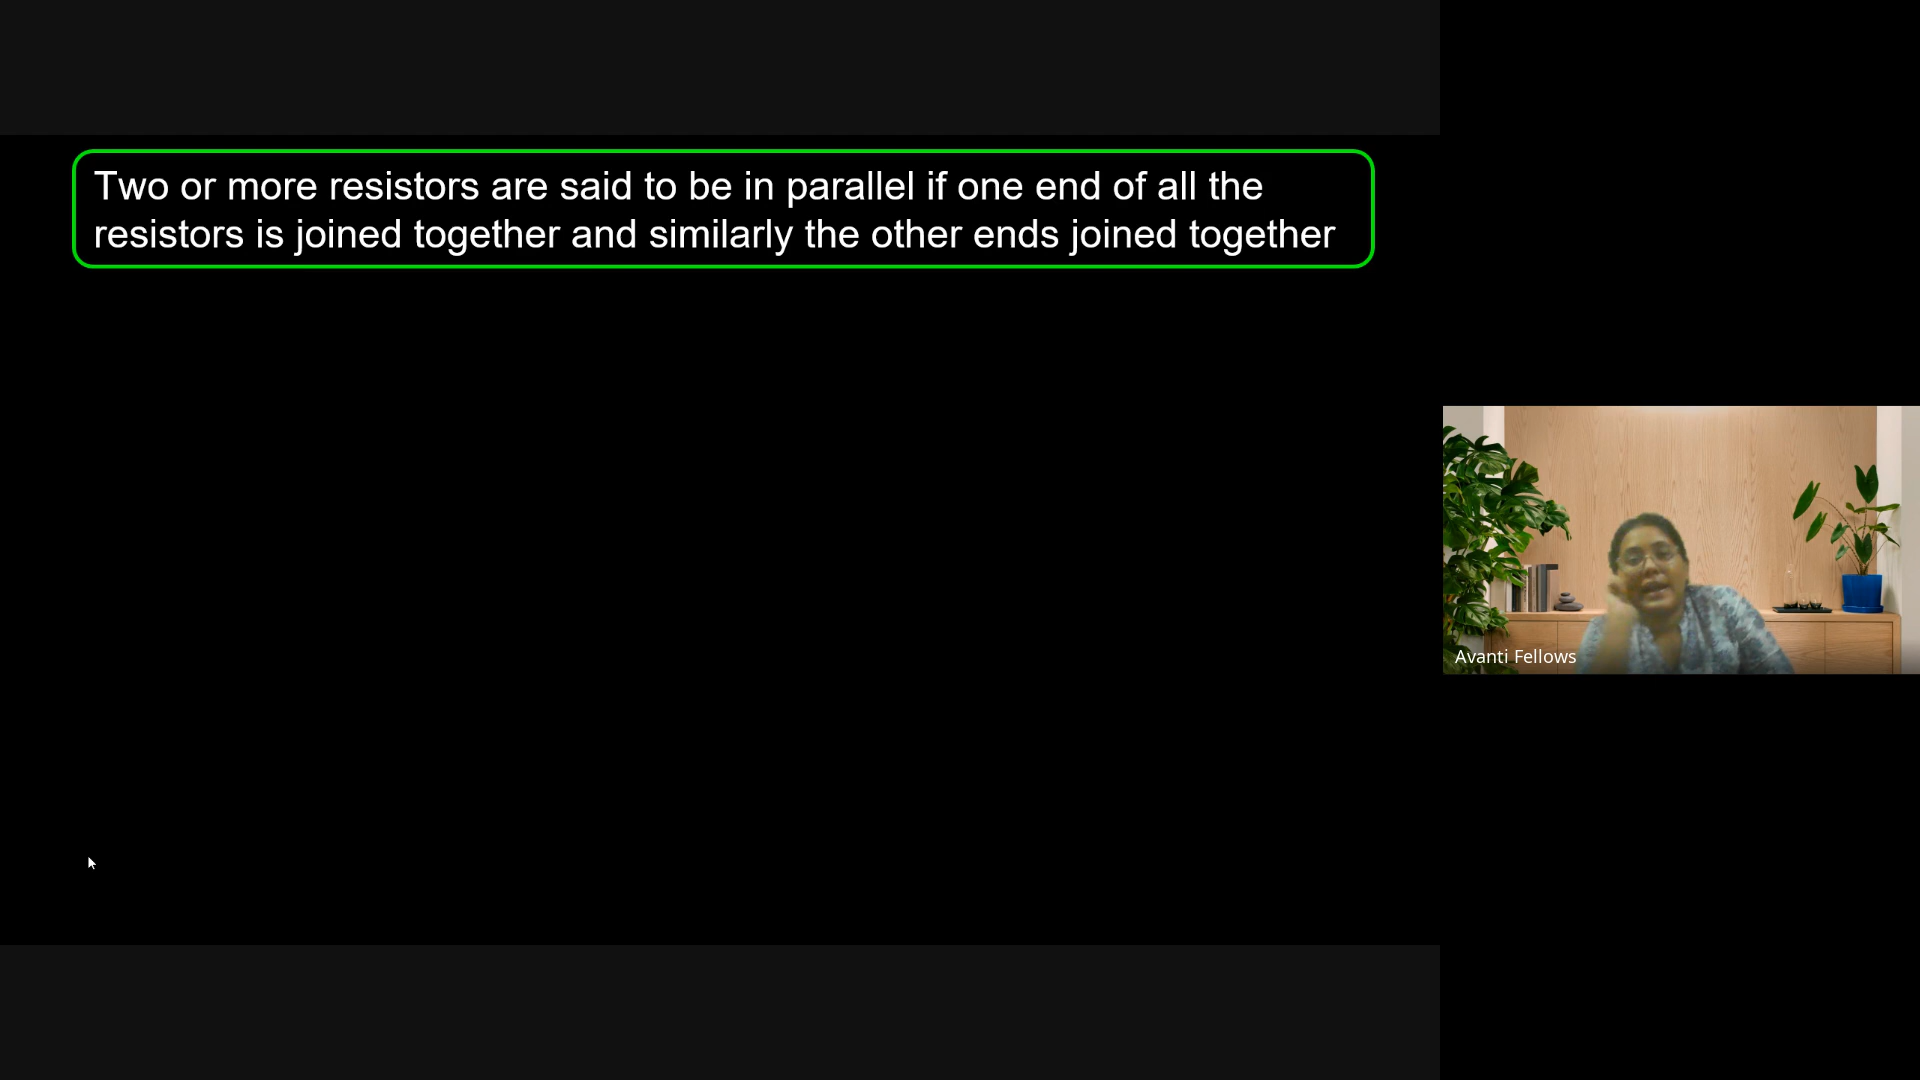 Two or more resistors are said to be in parallel if one end of all the
resistors is joined together and similarly the other ends joined together
Avanti Fellows